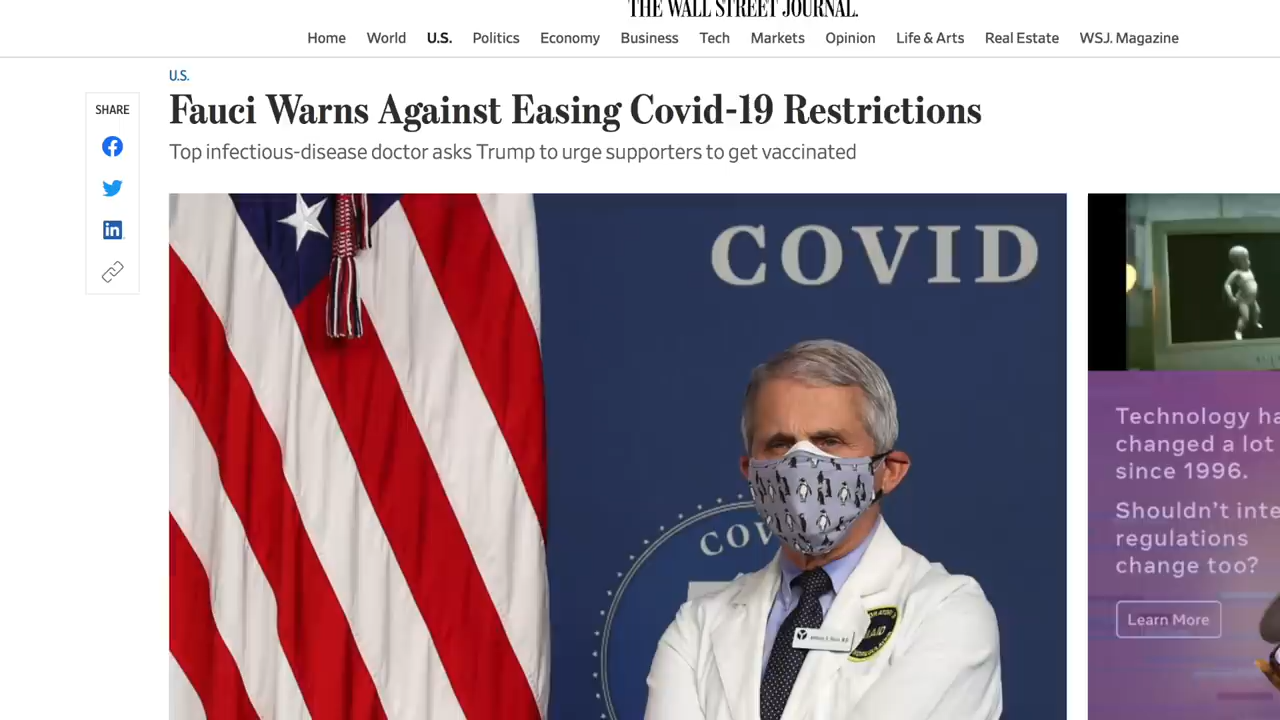 THE WALL STREET JOURNAL.
Home World U.S. Politics Economy Business Tech Markets Opinion Life & Arts Real Estate WSJ. Magazine
U.S.
SHARE
Fauci Warns Against Easing Covid-19 Restrictions
Top infectious-disease doctor asks Trump to urge supporters to get vaccinated
COVID
COV
NIAID
Technology ha
changed a lot
since 1996.
Shouldn't inte
regulations
change too?
Learn More